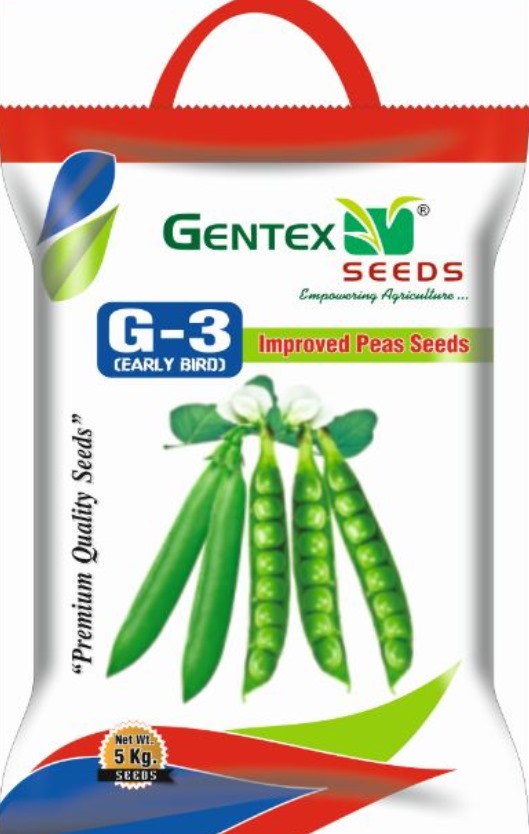 GENTEX ®
SEEDS
Empowering Agriculture ...
G-3
(EARLY BIRD)
Improved Peas Seeds
"Premium Quality Seeds"
Net Wt.
5 Kg.
SEEDS